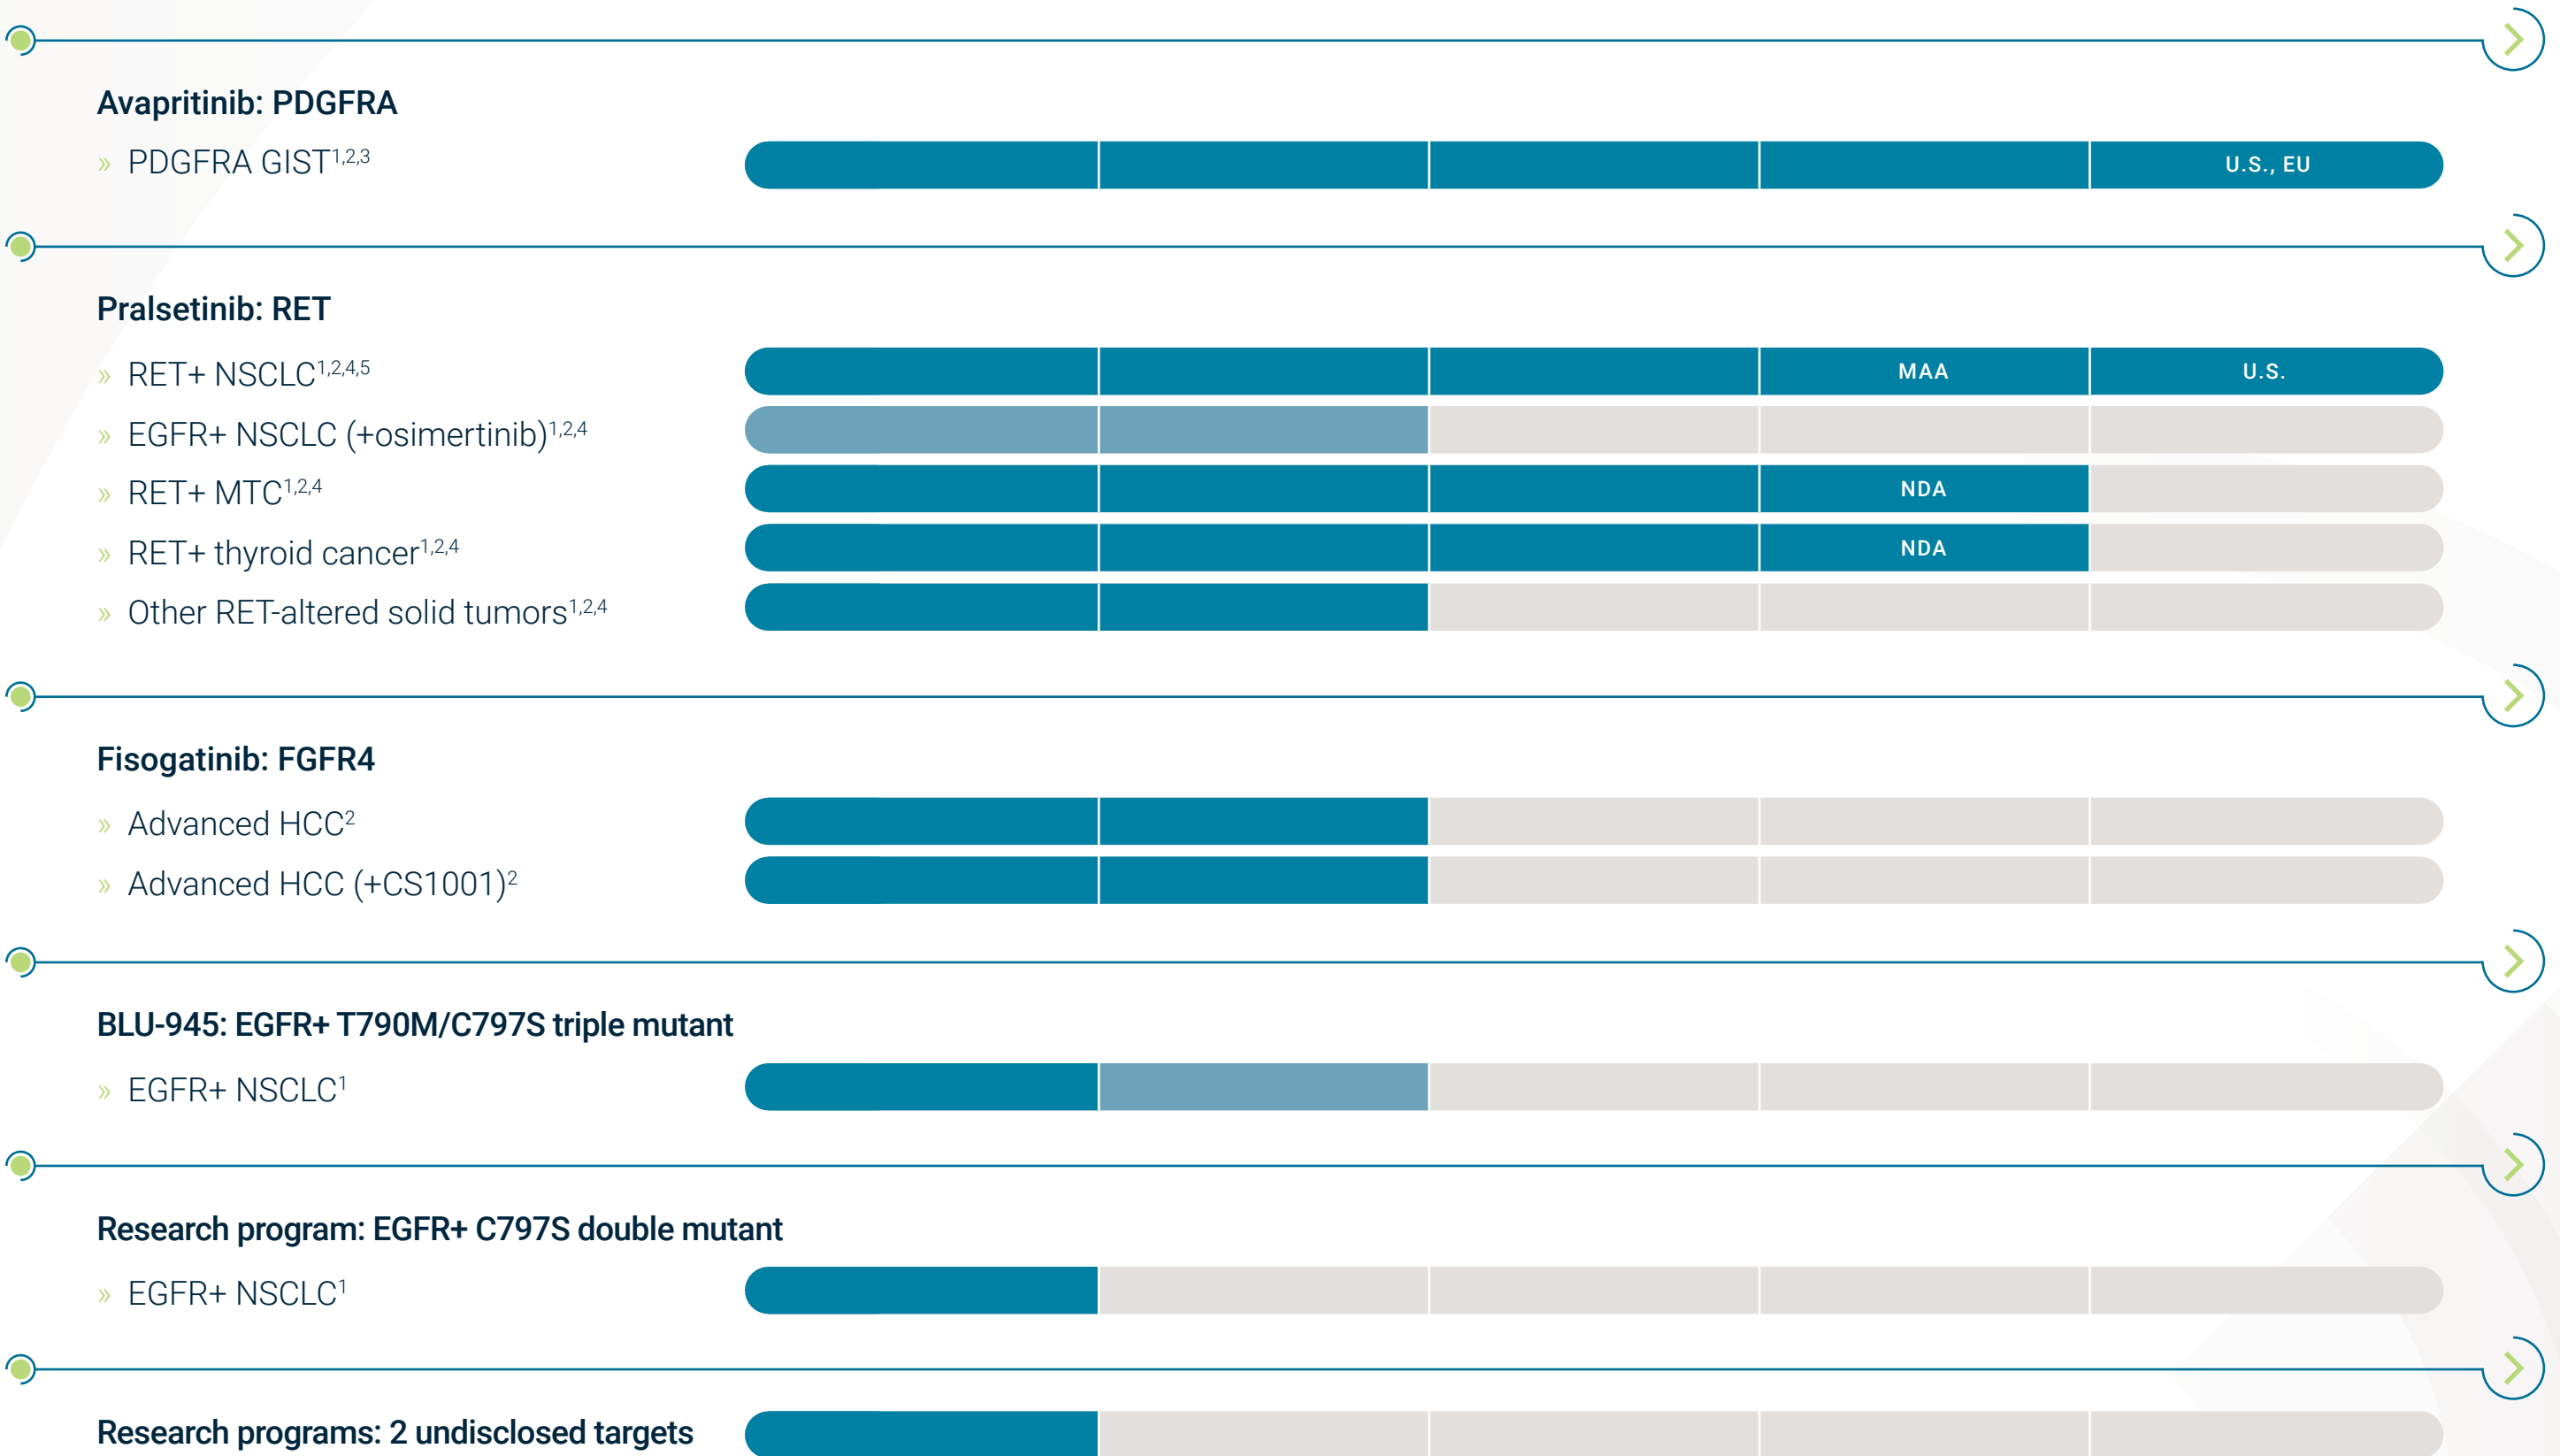 Avapritinib: PDGFRA
» PDGFRA GIST1,2,3
U.S., EU
Pralsetinib: RET
» RET+ NSCLC1,2,4,5
MAA
U.S.
» EGFR+ NSCLC (+osimertinib)1,2,4
» RET+ MTC1,2,4
NDA
» RET+ thyroid cancer1,2,4
NDA
» Other RET-altered solid tumors1,2,4
Fisogatinib: FGFR4
» Advanced HCC2
» Advanced HCC (+CS1001)2
BLU-945: EGFR+ T790M/C797S triple mutant
» EGFR+ NSCLC1
Research program: EGFR+ C797S double mutant
» EGFR+ NSCLC1
Research programs: 2 undisclosed targets